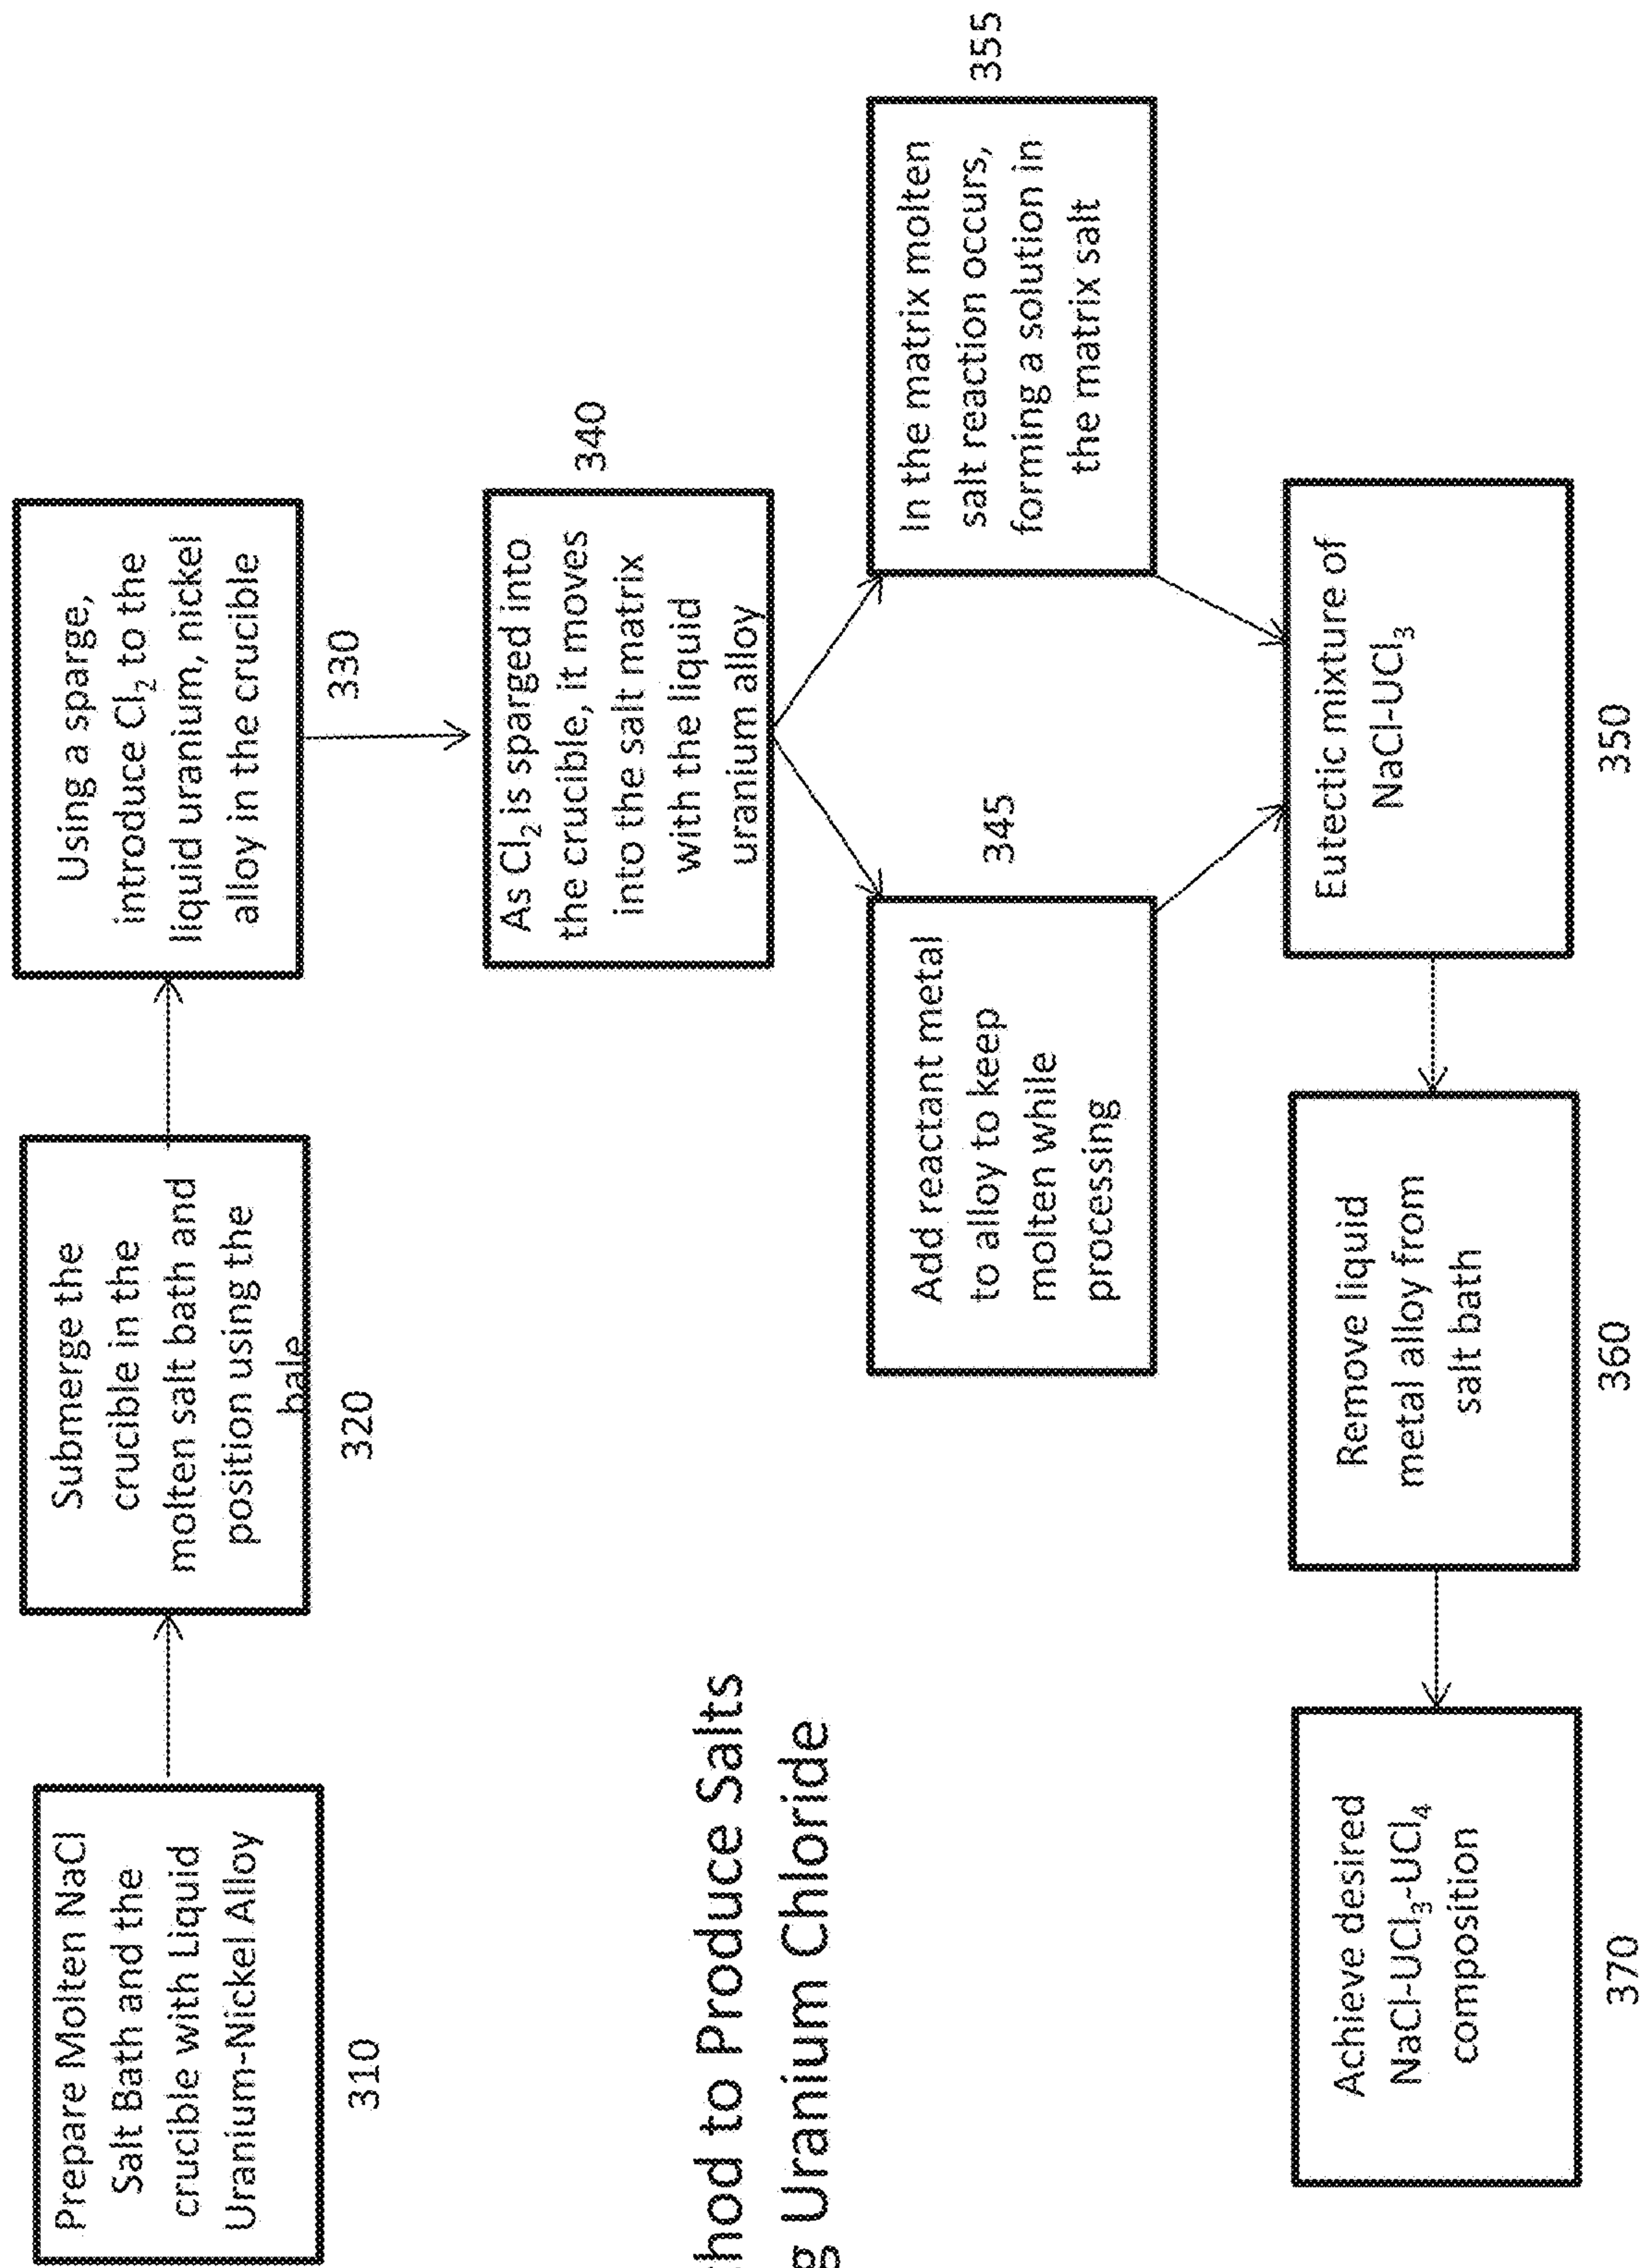 Prepare Molten NaCl
Salt Bath and the
crucible with Liquid
Uranium-Nickel Alloy
310
Submerge the
crucible in the
molten salt bath and
position using the
bale
320
Using a sparge,
introduce Cl₂ to the
liquid uranium, nickel
alloy in the crucible
330
As Cl₂ is sparged into
the crucible, it moves
into the salt matrix
with the liquid
uranium alloy
340
hod to Produce Salts
g Uranium Chloride
Add reactant metal
to alloy to keep
molten while
processing
345
In the matrix molten
salt reaction occurs,
forming a solution in
the matrix salt
355
Eutectic mixture of
NaCl-UCl₃
350
Remove liquid
metal alloy from
salt bath
360
Achieve desired
NaCl-UCl₃-UCl₄
composition
370